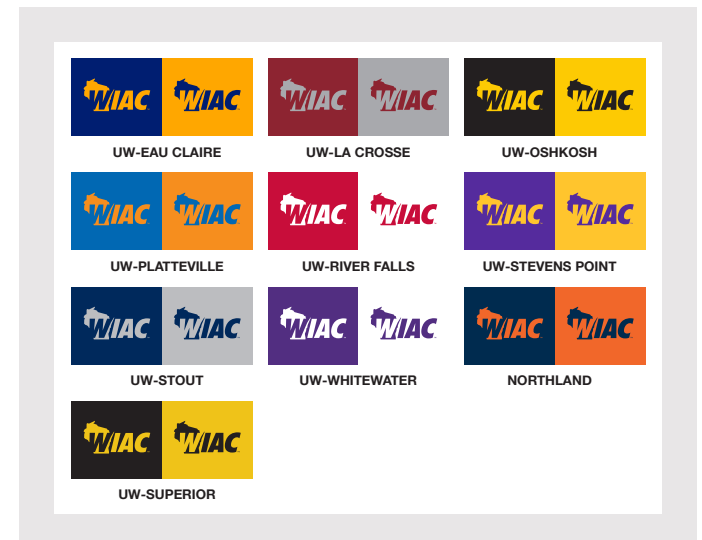 WIAC WIAC
UW-EAU CLAIRE
WIAC WIAC
UW-LA CROSSE
WIAC WIAC
UW-OSHKOSH
WIAC WIAC
UW-PLATTEVILLE
WIAC WIAC
UW-RIVER FALLS
WIAC WIAC
UW-STEVENS POINT
WIAC WIAC
UW-STOUT
WIAC WIAC
UW-WHITEWATER
WIAC WIAC
NORTHLAND
WIAC WIAC
UW-SUPERIOR